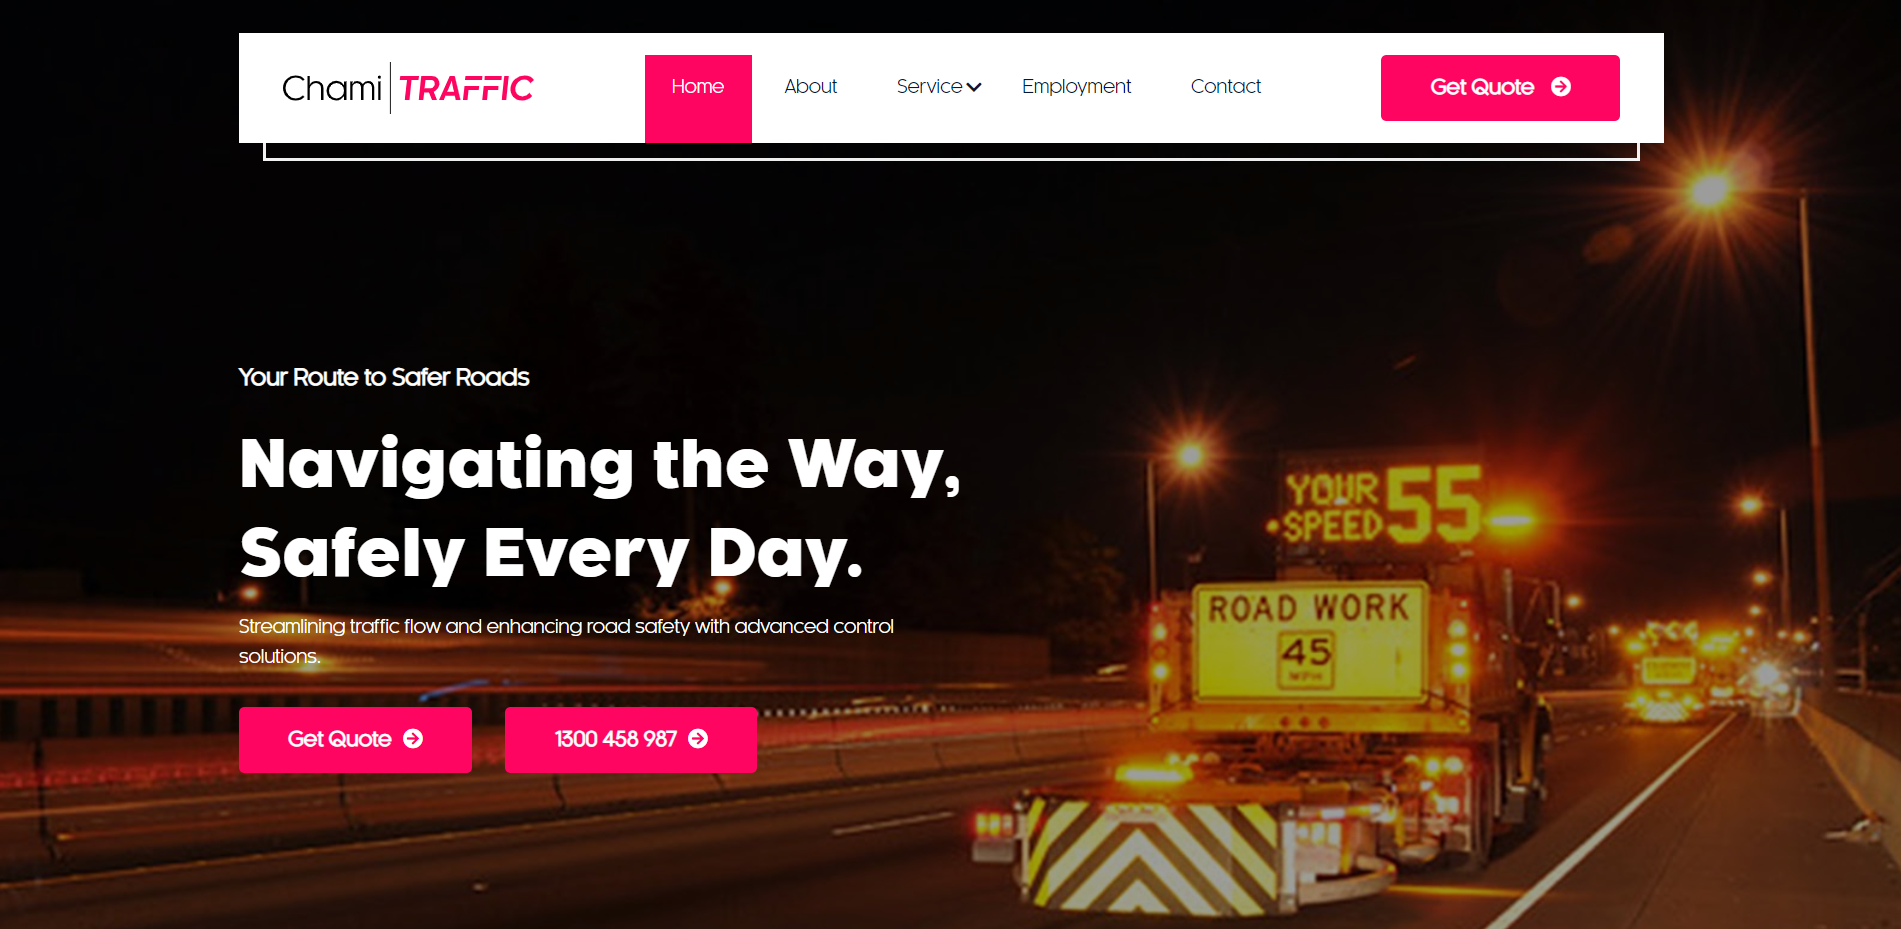 Chami TRAFFIC
Home
About
Service
Employment
Contact
Get Quote
Your Route to Safer Roads
Navigating the Way,
Safely Every Day.
Streamlining traffic flow and enhancing road safety with advanced control
solutions.
Get Quote
1300 458 987
YOUR
SPEED
55
ROAD WORK
45
MPH